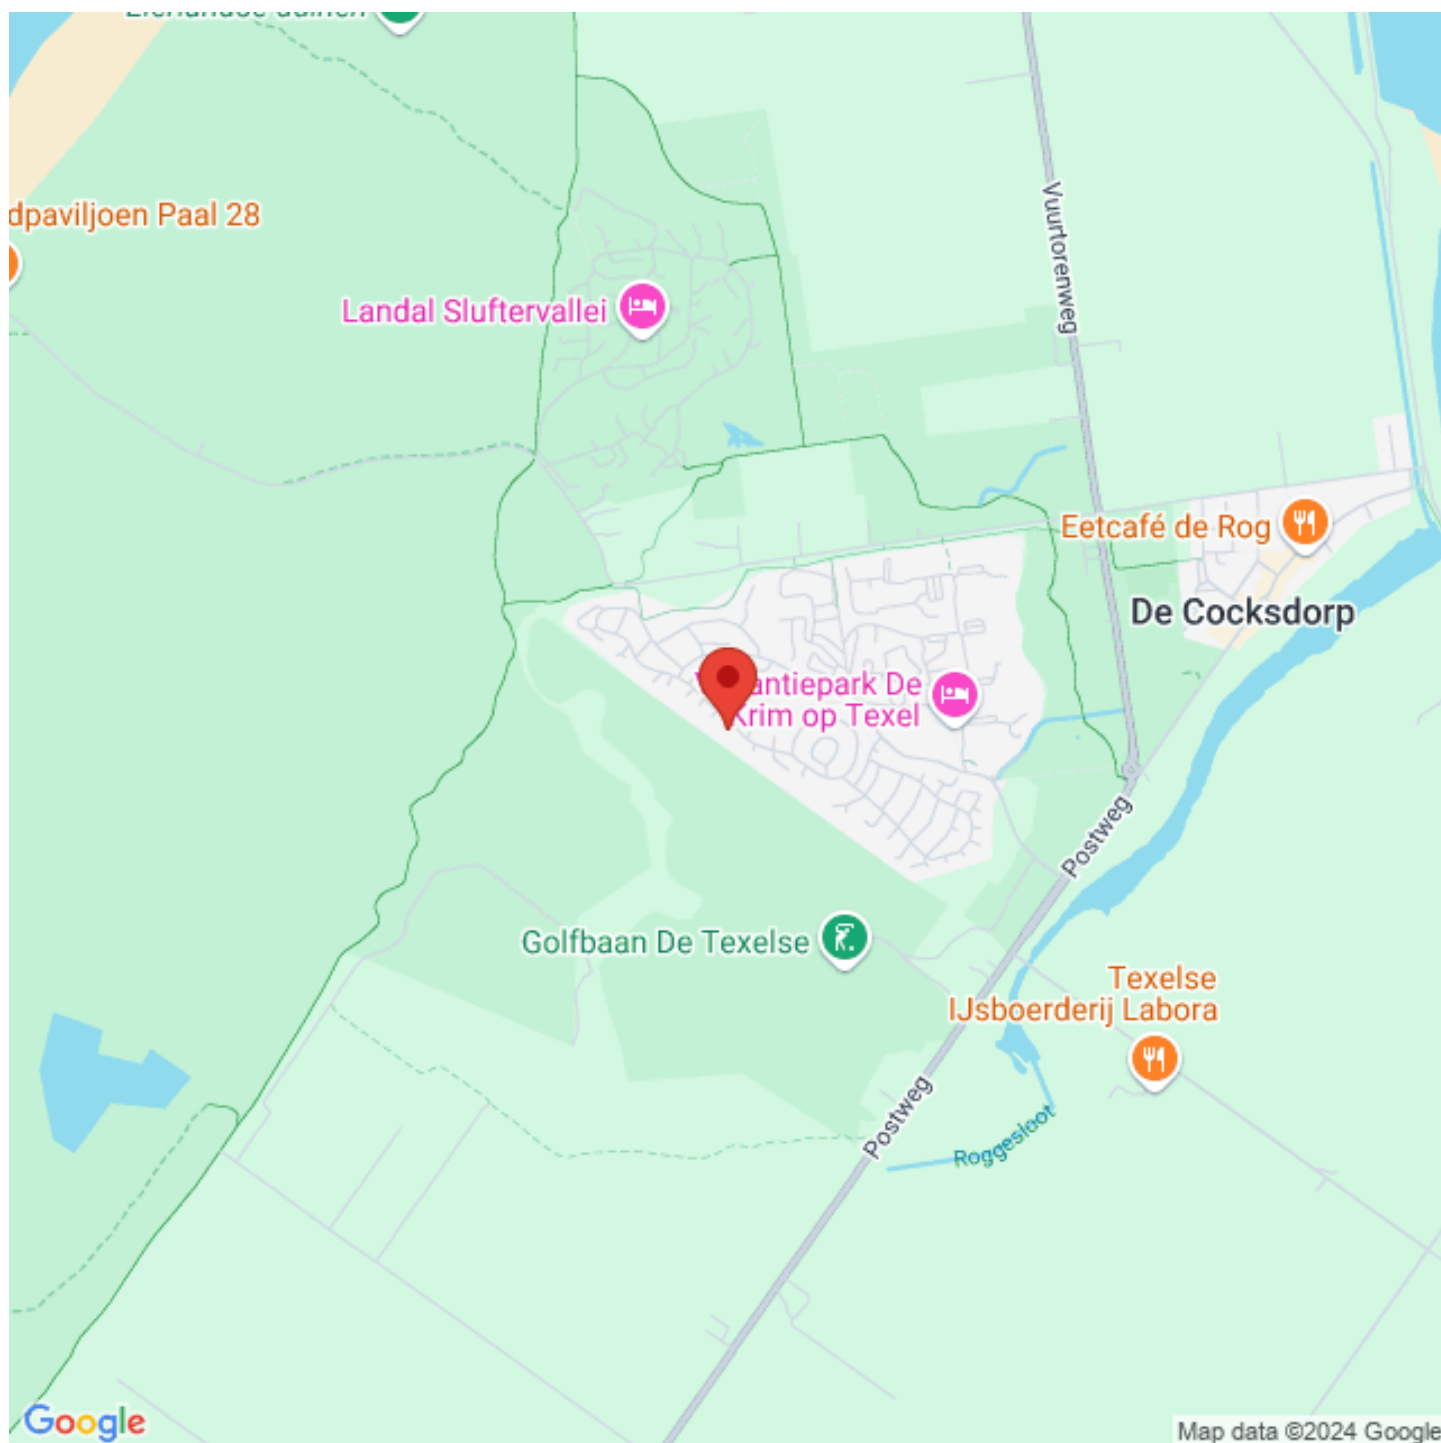 dpaviljoen Paal 28
Vuurtorenweg
Landal Sluftervallei
Eetcafé de Rog
De Cocksdorp
antiepark De
Krim op Texel
Postweg
Golfbaan De Texelse
Texelse
IJsboerderij Labora
Postweg
Roggesloot
Google
Map data ©2024 Google